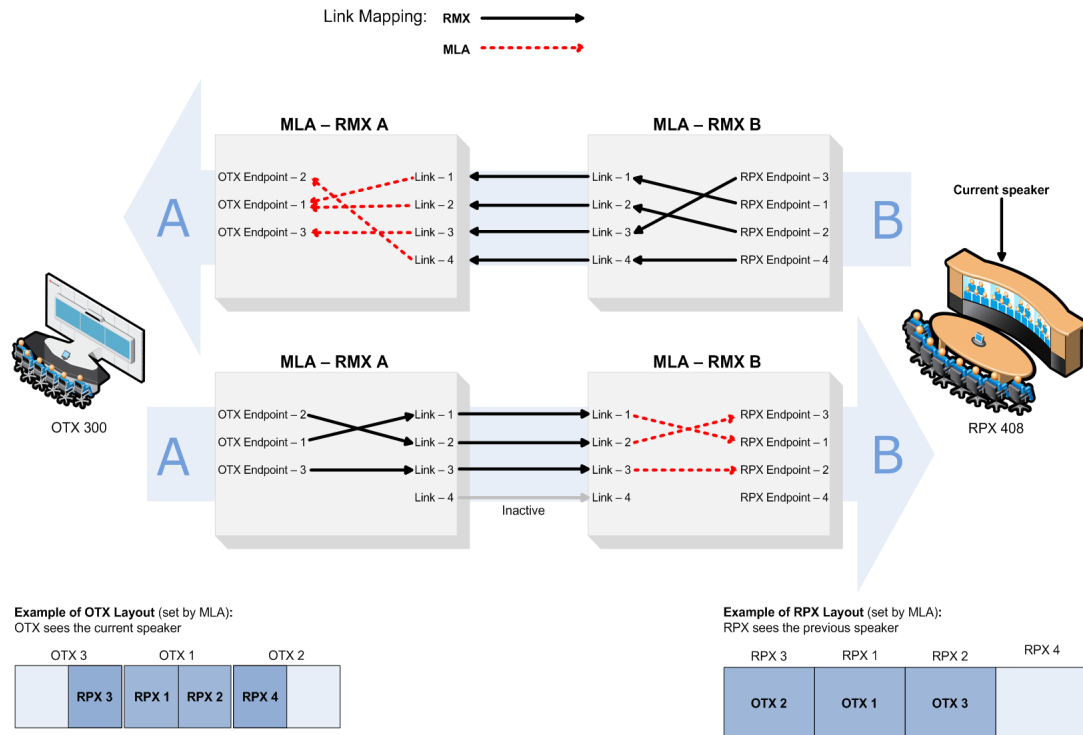 Link Mapping: RMX
MLA
MLA – RMX A
MLA – RMX B
OTX Endpoint – 2
OTX Endpoint – 1
OTX Endpoint – 3
Link – 1
Link – 2
Link – 3
Link – 4
Link – 1
Link – 2
Link – 3
Link – 4
RPX Endpoint – 3
RPX Endpoint – 1
RPX Endpoint – 2
RPX Endpoint – 4
A
B
Current speaker
OTX 300
RPX 408
MLA – RMX A
MLA – RMX B
A
OTX Endpoint – 2
OTX Endpoint – 1
OTX Endpoint – 3
Link – 1
Link – 2
Link – 3
Link – 4
Inactive
Link – 1
Link – 2
Link – 3
Link – 4
RPX Endpoint – 3
RPX Endpoint – 1
RPX Endpoint – 2
RPX Endpoint – 4
B
Example of OTX Layout (set by MLA):
OTX sees the current speaker
OTX 3 OTX 1 OTX 2
RPX 3 RPX 1 RPX 2 RPX 4
Example of RPX Layout (set by MLA):
RPX sees the previous speaker
RPX 3 RPX 1 RPX 2 RPX 4
OTX 2 OTX 1 OTX 3